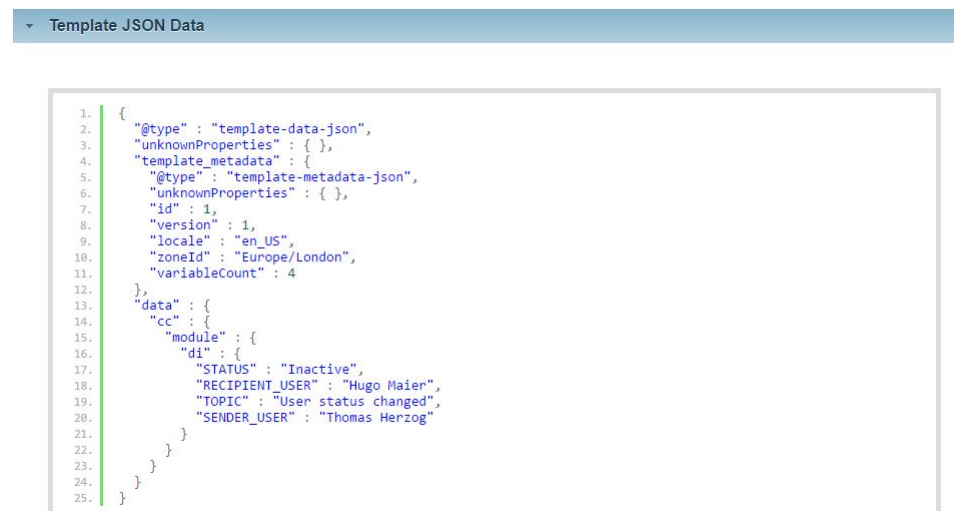 Template JSON Data
1. {
2. "@type" : "template-data-json",
3. "unknownProperties" : { },
4. "template_metadata" : {
5. "@type" : "template-metadata-json",
6. "unknownProperties" : { },
7. "id" : 1,
8. "version" : 1,
9. "locale" : "en_US",
10. "zoneId" : "Europe/London",
11. "variableCount" : 4
12. },
13. "data" : {
14. "cc" : {
15. "module" : {
16. "di" : {
17. "STATUS" : "Inactive",
18. "RECIPIENT_USER" : "Hugo Maier",
19. "TOPIC" : "User status changed",
20. "SENDER_USER" : "Thomas Herzog"
21. }
22. }
23. }
24. }
25. }